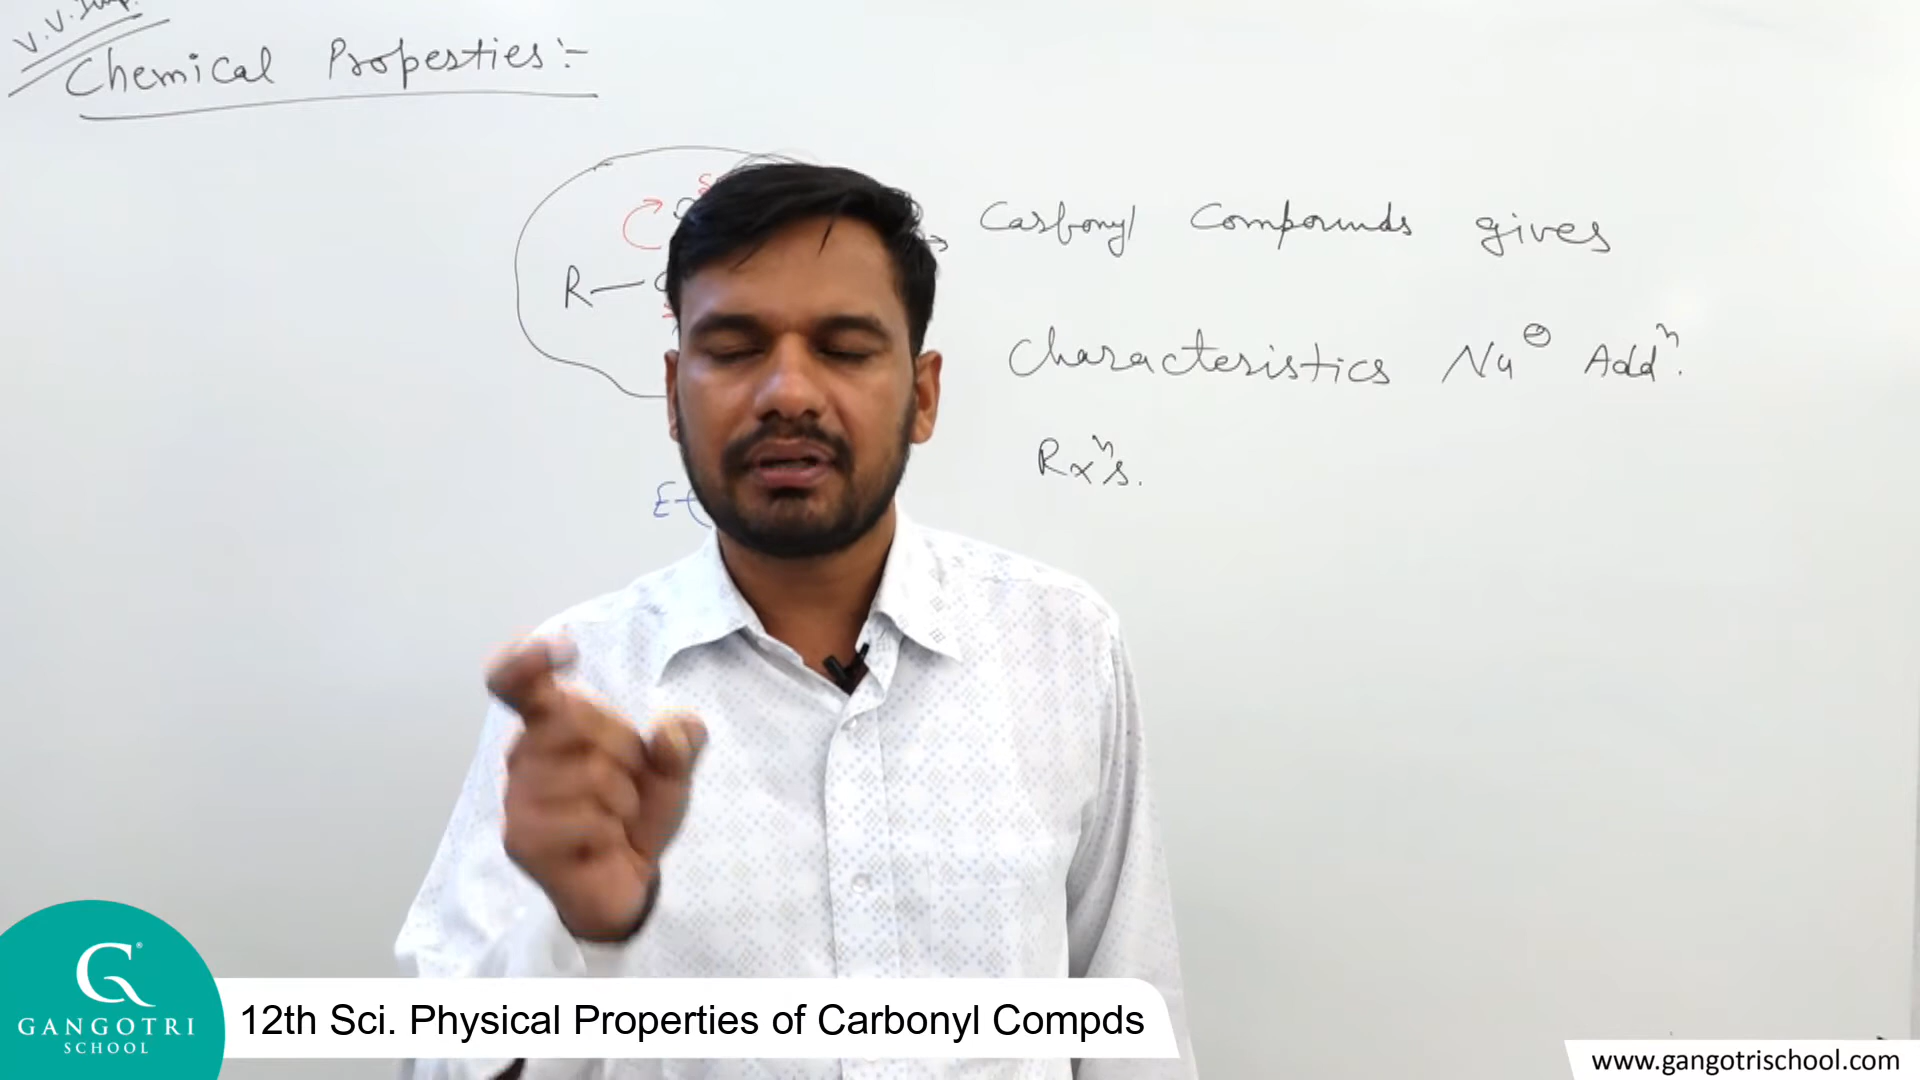 V.V. Imp.
Chemical Properties :-
R—
Carbonyl Compounds gives
Characteristics Nu⊖ Addⁿ.
Rxⁿs.
E
G®
GANGOTRI
SCHOOL
12th Sci. Physical Properties of Carbonyl Compds
www.gangotrischool.com